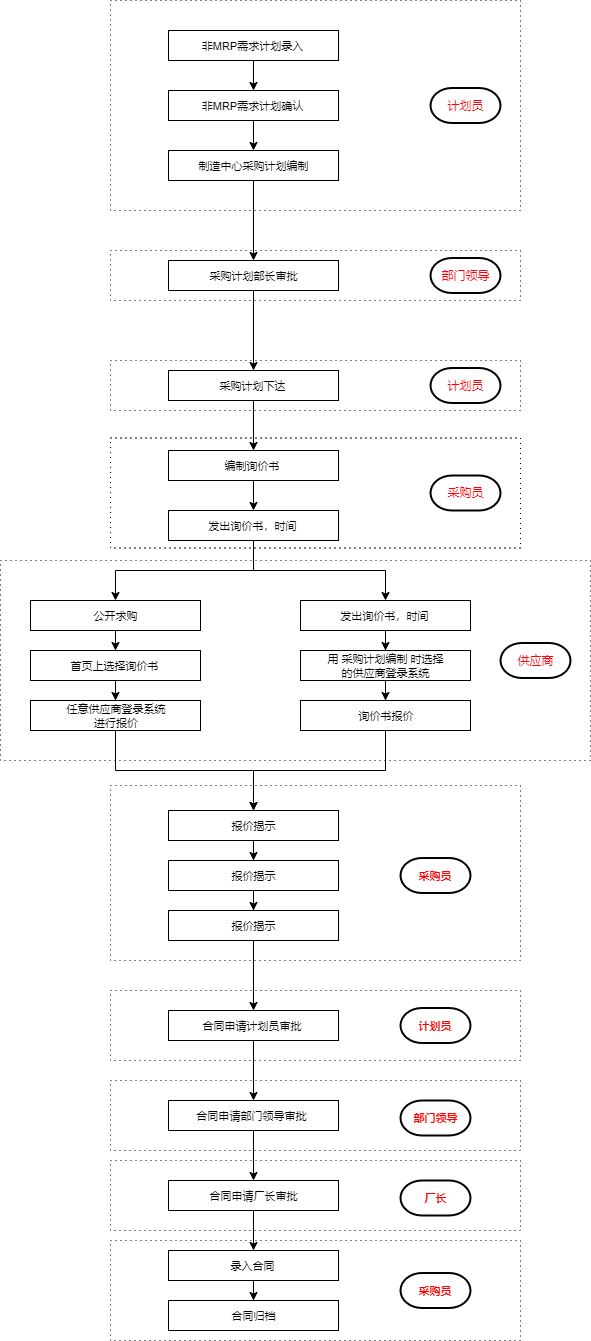 非MRP需求计划录入
非MRP需求计划确认
计划员
制造中心采购计划编制
采购计划部长审批
部门领导
采购计划下达
计划员
编制询价书
采购员
发出询价书，时间
公开求购
发出询价书，时间
首页上选择询价书
用 采购计划编制 时选择
的供应商登录系统
供应商
任意供应商登录系统
进行报价
询价书报价
报价揭示
报价揭示
采购员
报价揭示
合同申请计划员审批
计划员
合同申请部门领导审批
部门领导
合同申请厂长审批
厂长
录入合同
采购员
合同归档